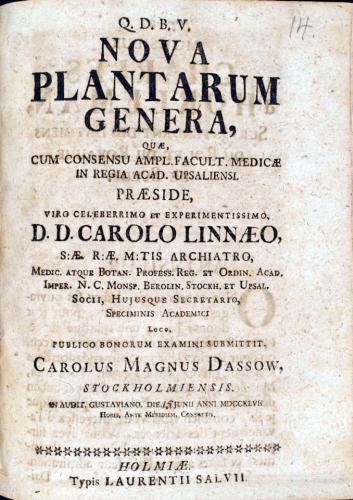 14.
Q. D. B. V.
NOVA
PLANTARUM
GENERA,
QUÆ,
CUM CONSENSU AMPL. FACULT. MEDICÆ
IN REGIA ACAD. UPSALIENSI.
PRÆSIDE,
VIRO CELEBERRIMO ET EXPERIMENTISSIMO,
D. D. CAROLO LINNÆO,
S:Æ. R:Æ. M:TIS ARCHIATRO,
MEDIC. ATQUE BOTAN. PROFESS. REG. ET ORDIN. ACAD.
IMPER. N. C. MONSP. BEROLIN. STOCKH. ET UPSAL.
SOCII, HUJUSQUE SECRETARIO,
SPECIMINIS ACADEMICI
LOCO,
PUBLICO BONORUM EXAMINI SUBMITTIT.
CAROLUS MAGNUS DASSOW,
STOCKHOLMIENSIS.
IN AUDIT. GUSTAVIANO, DIE JUNII ANNI MDCCXLVII
HORIS, ANTE MERIDIEM, CONSVETIS.
HOLMIÆ,
Typis LAURENTII SALVII.